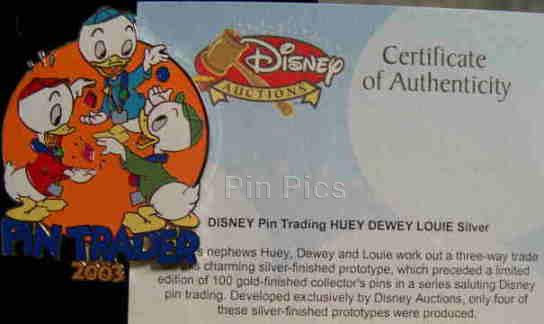 DISNEY
AUCTIONS
Certificate
of Authenticity
PIN TRADER
2003
Pin Pics
DISNEY Pin Trading HUEY DEWEY LOUIE Silver
nephews Huey, Dewey and Louie work out a three-way trade
charming silver-finished prototype, which preceded a limited
edition of 100 gold-finished collector's pins in a series saluting Disney
pin trading. Developed exclusively by Disney Auctions, only four of
these silver-finished prototypes were produced.